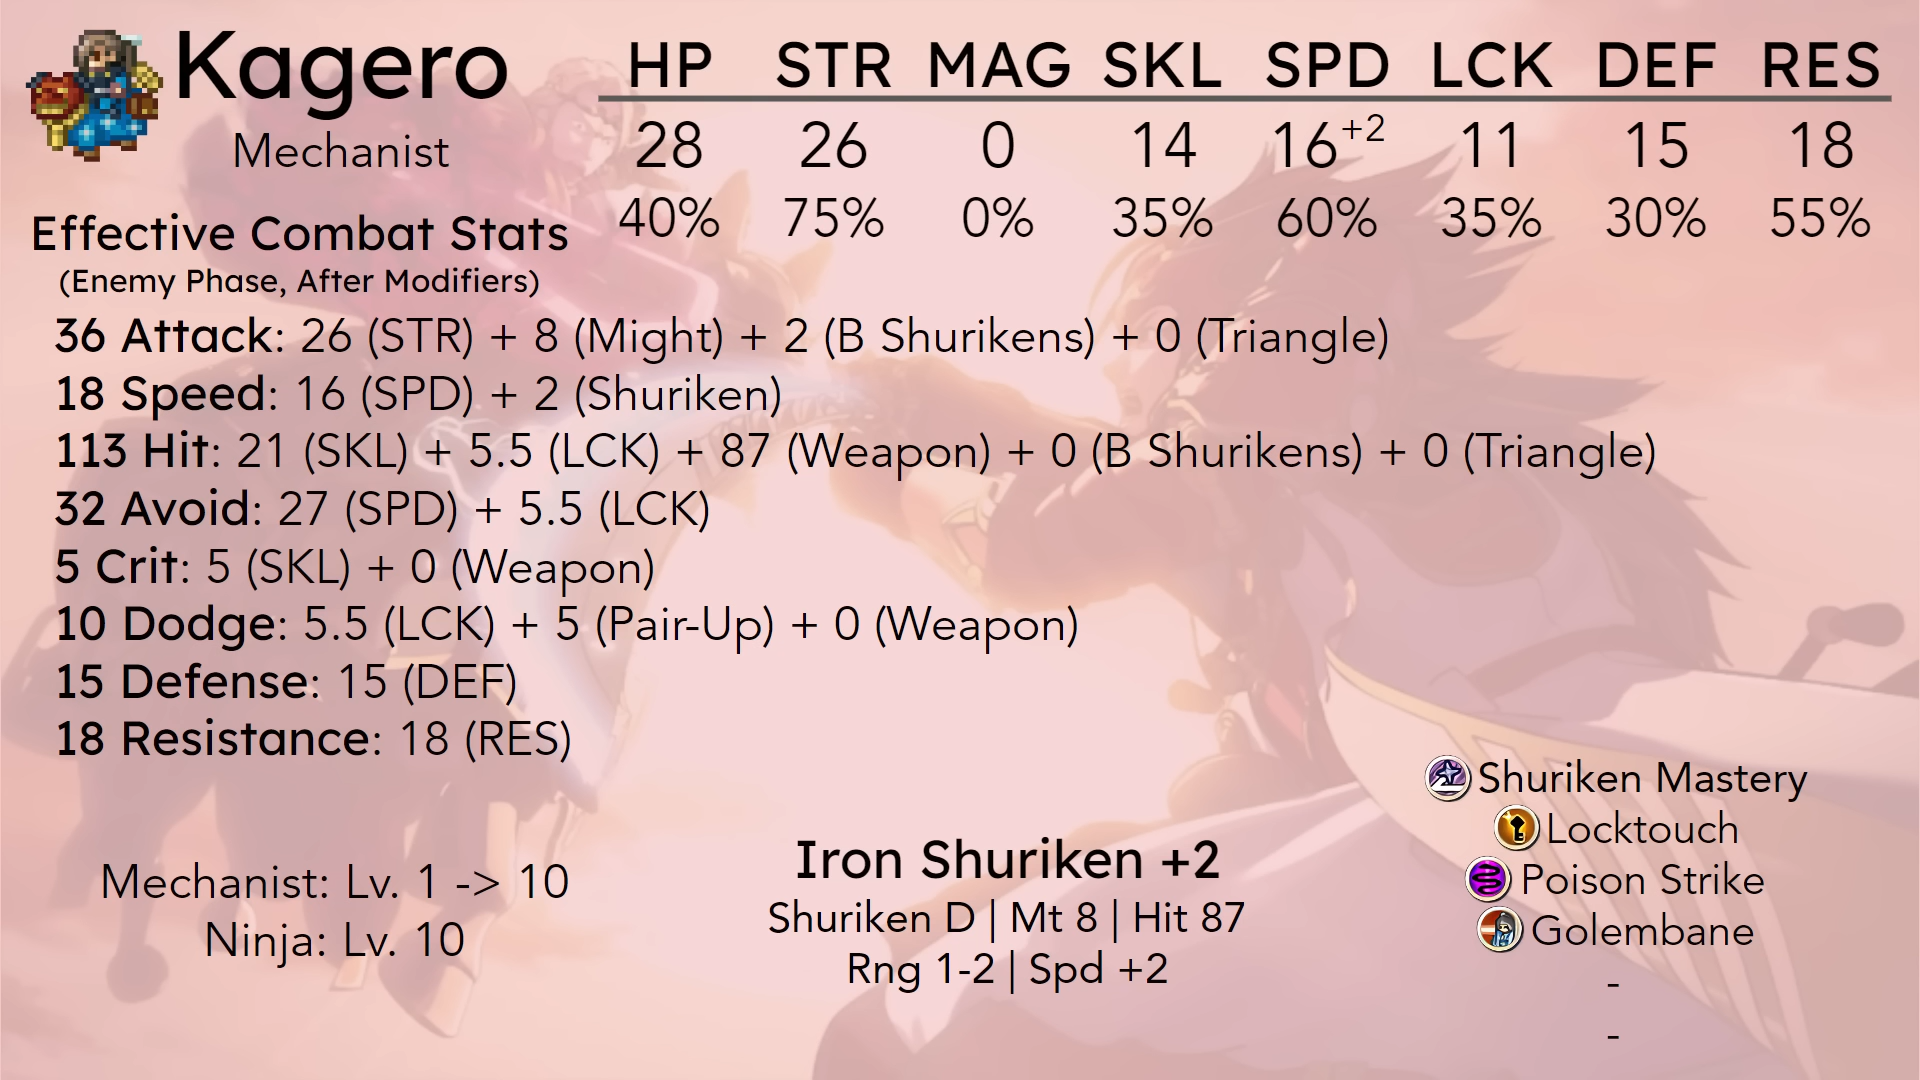 Kagero
Mechanist
HP STR MAG SKL SPD LCK DEF RES
28 26 0 14 16+2 11 15 18
40% 75% 0% 35% 60% 35% 30% 55%
Effective Combat Stats
(Enemy Phase, After Modifiers)
36 Attack: 26 (STR) + 8 (Might) + 2 (B Shurikens) + 0 (Triangle)
18 Speed: 16 (SPD) + 2 (Shuriken)
113 Hit: 21 (SKL) + 5.5 (LCK) + 87 (Weapon) + 0 (B Shurikens) + 0 (Triangle)
32 Avoid: 27 (SPD) + 5.5 (LCK)
5 Crit: 5 (SKL) + 0 (Weapon)
10 Dodge: 5.5 (LCK) + 5 (Pair-Up) + 0 (Weapon)
15 Defense: 15 (DEF)
18 Resistance: 18 (RES)
Mechanist: Lv. 1 -> 10
Ninja: Lv. 10
Iron Shuriken +2
Shuriken D | Mt 8 | Hit 87
Rng 1-2 | Spd +2
Shuriken Mastery
Locktouch
Poison Strike
Golembane
-
-